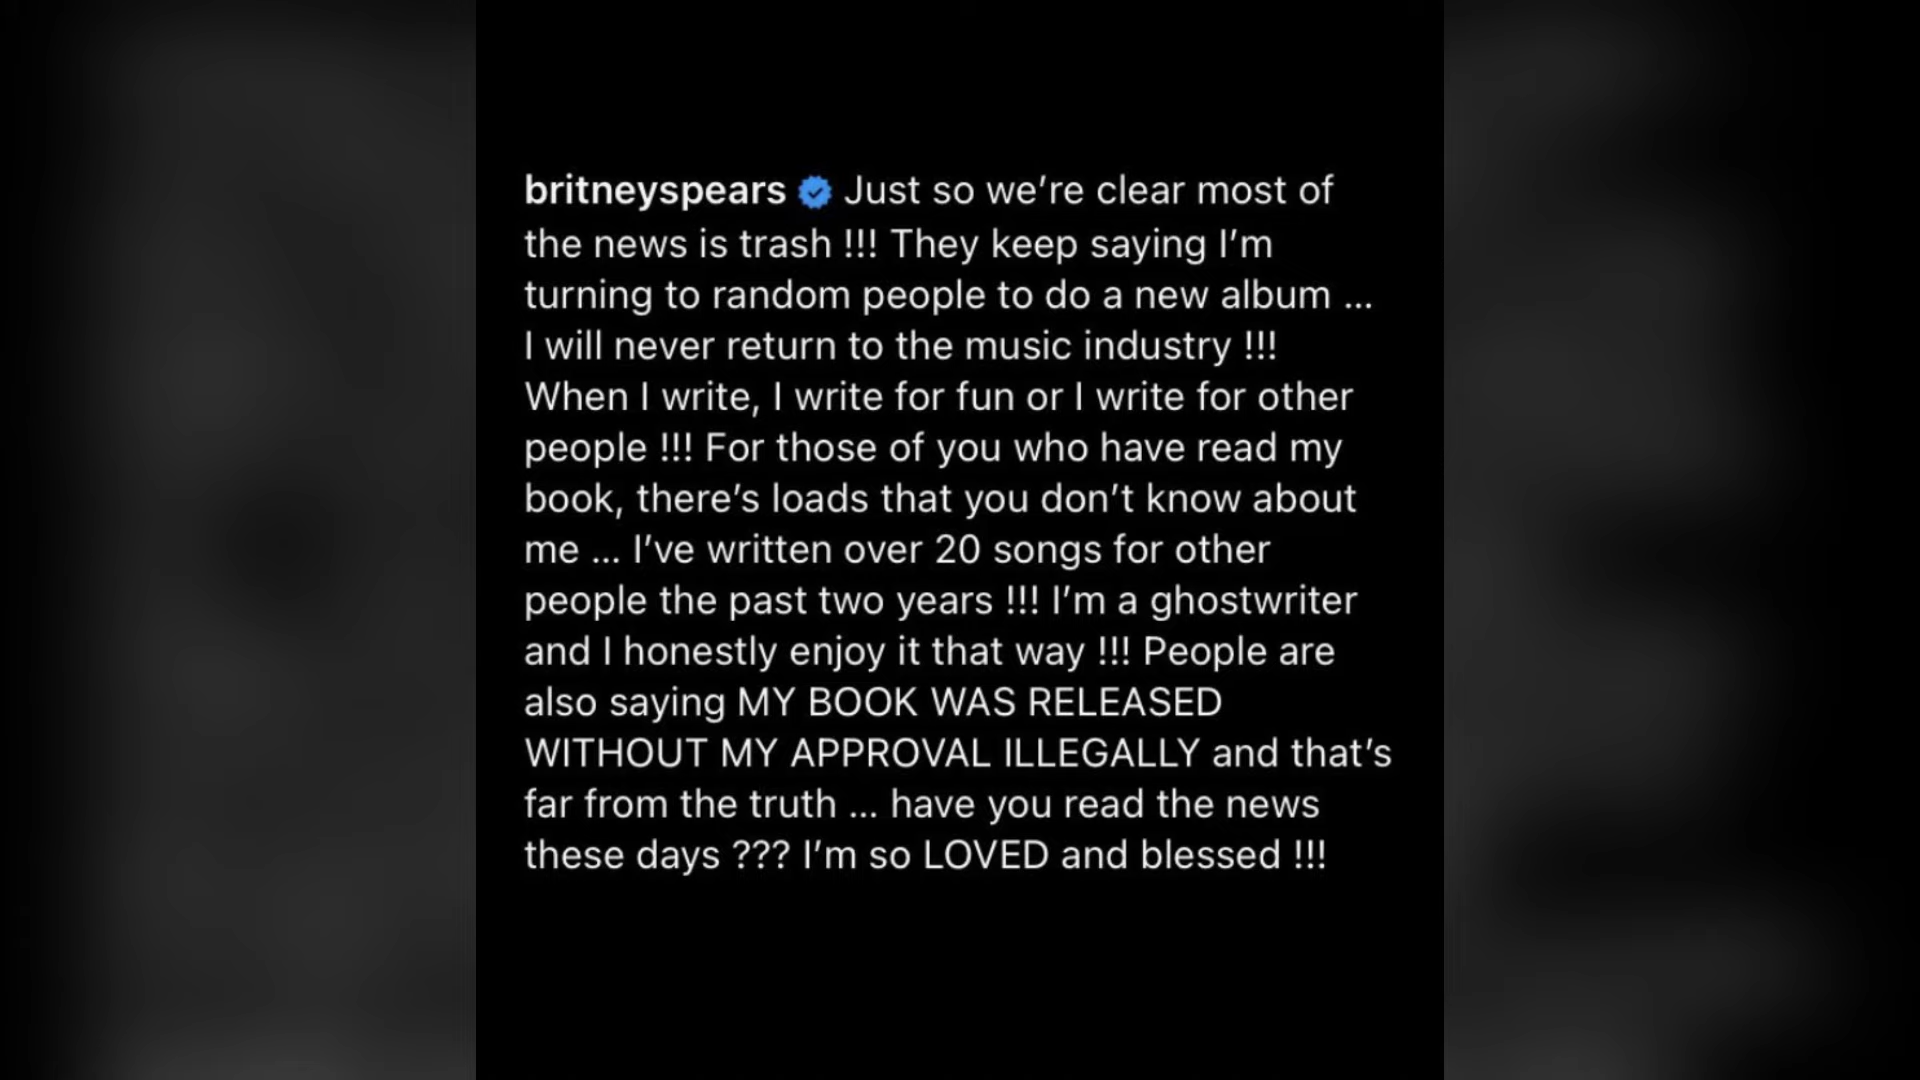 britneyspears Just so we’re clear most of
the news is trash !!! They keep saying I’m
turning to random people to do a new album ...
I will never return to the music industry !!!
When I write, I write for fun or I write for other
people !!! For those of you who have read my
book, there’s loads that you don’t know about
me ... I’ve written over 20 songs for other
people the past two years !!! I’m a ghostwriter
and I honestly enjoy it that way !!! People are
also saying MY BOOK WAS RELEASED
WITHOUT MY APPROVAL ILLEGALLY and that’s
far from the truth ... have you read the news
these days ??? I’m so LOVED and blessed !!!